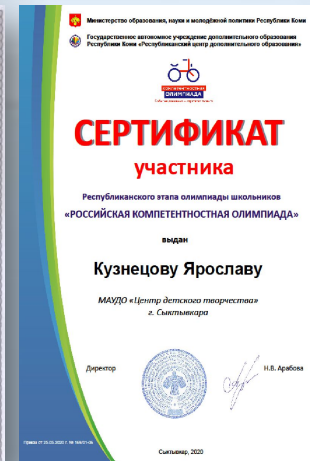 Министерство образования, науки и молодёжной политики Республики Коми
Государственное автономное учреждение дополнительного образования
Республики Коми «Республиканский центр дополнительного образования»
КОМПЕТЕНТНОСТНАЯ
ОЛИМПИАДА
СЕРТИФИКАТ
участника
Республиканского этапа олимпиады школьников
«РОССИЙСКАЯ КОМПЕТЕНТНОСТНАЯ ОЛИМПИАДА»
выдан
Кузнецову Ярославу
МАУДО «Центр детского творчества»
г. Сыктывкара
Директор
Н.В. Арабова
Сыктывкар, 2020